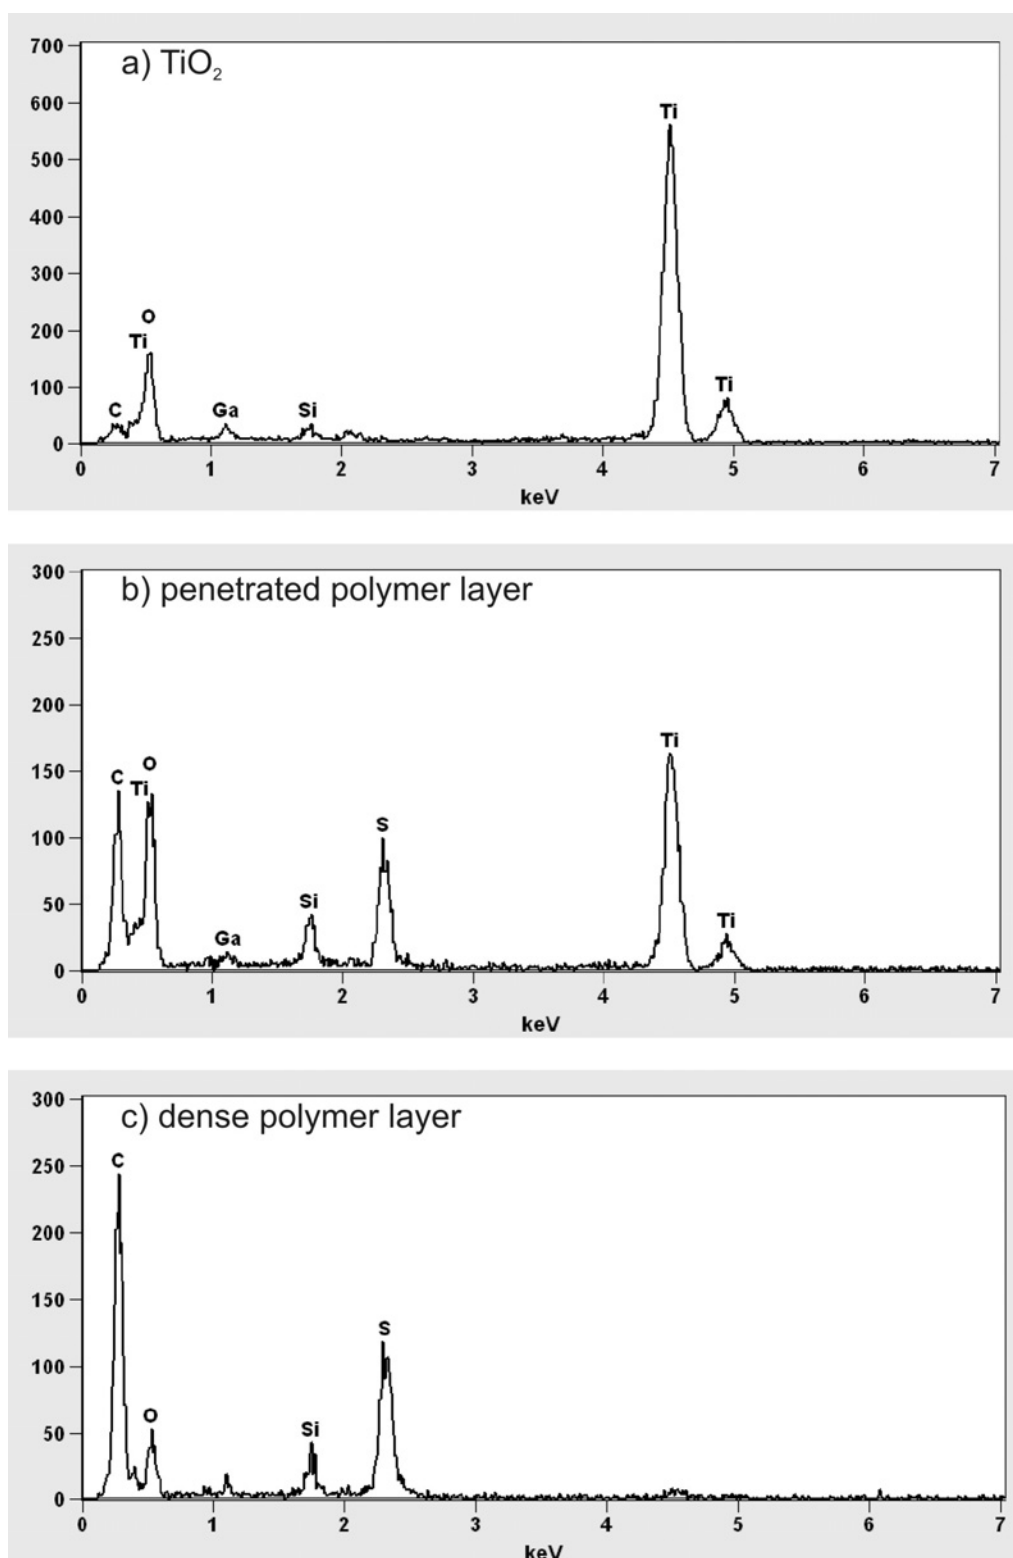 a) TiO₂
700
600
500
400
300
200
100
0
Ti
O
Ti
Ti
C
Ga
Si
0 1 2 3 4 5 6 7
keV
b) penetrated polymer layer
300
250
200
150
100
50
0
Ti
O
C
Ti
S
Si
Ti
Ga
0 1 2 3 4 5 6 7
keV
c) dense polymer layer
300
250
200
150
100
50
0
C
S
O
Si
0 1 2 3 4 5 6 7
keV